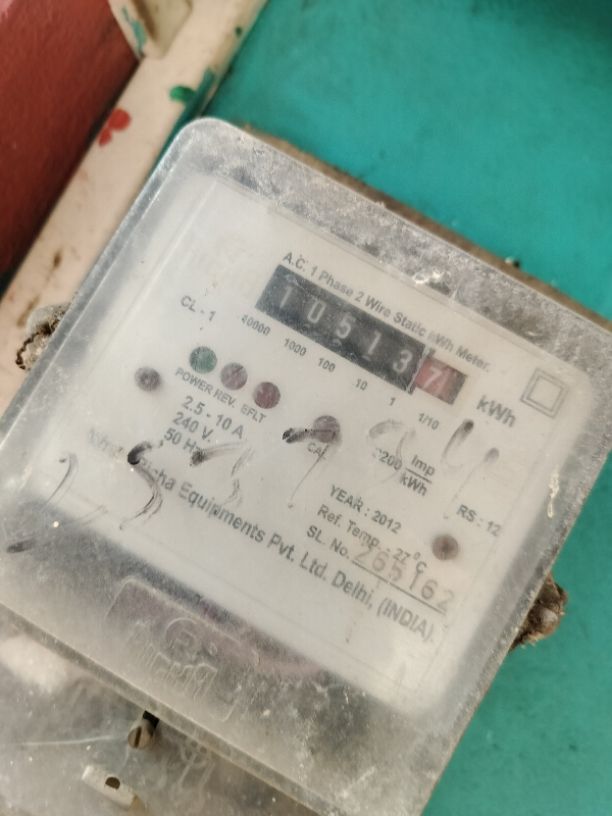 A.C. 1 Phase 2 Wire Static kWh Meter.
105137
CL - 1
10000 1000 100 10 1 1/10 kWh
POWER REV. EFLT
2.5 - 10 A
240 V.
50 Hz
CAL
3200 Imp/kWh
YEAR : 2012 RS : 12
Ref. Temp. : 27°C
SL. No. 265162
Equipments Pvt. Ltd. Delhi, (INDIA)